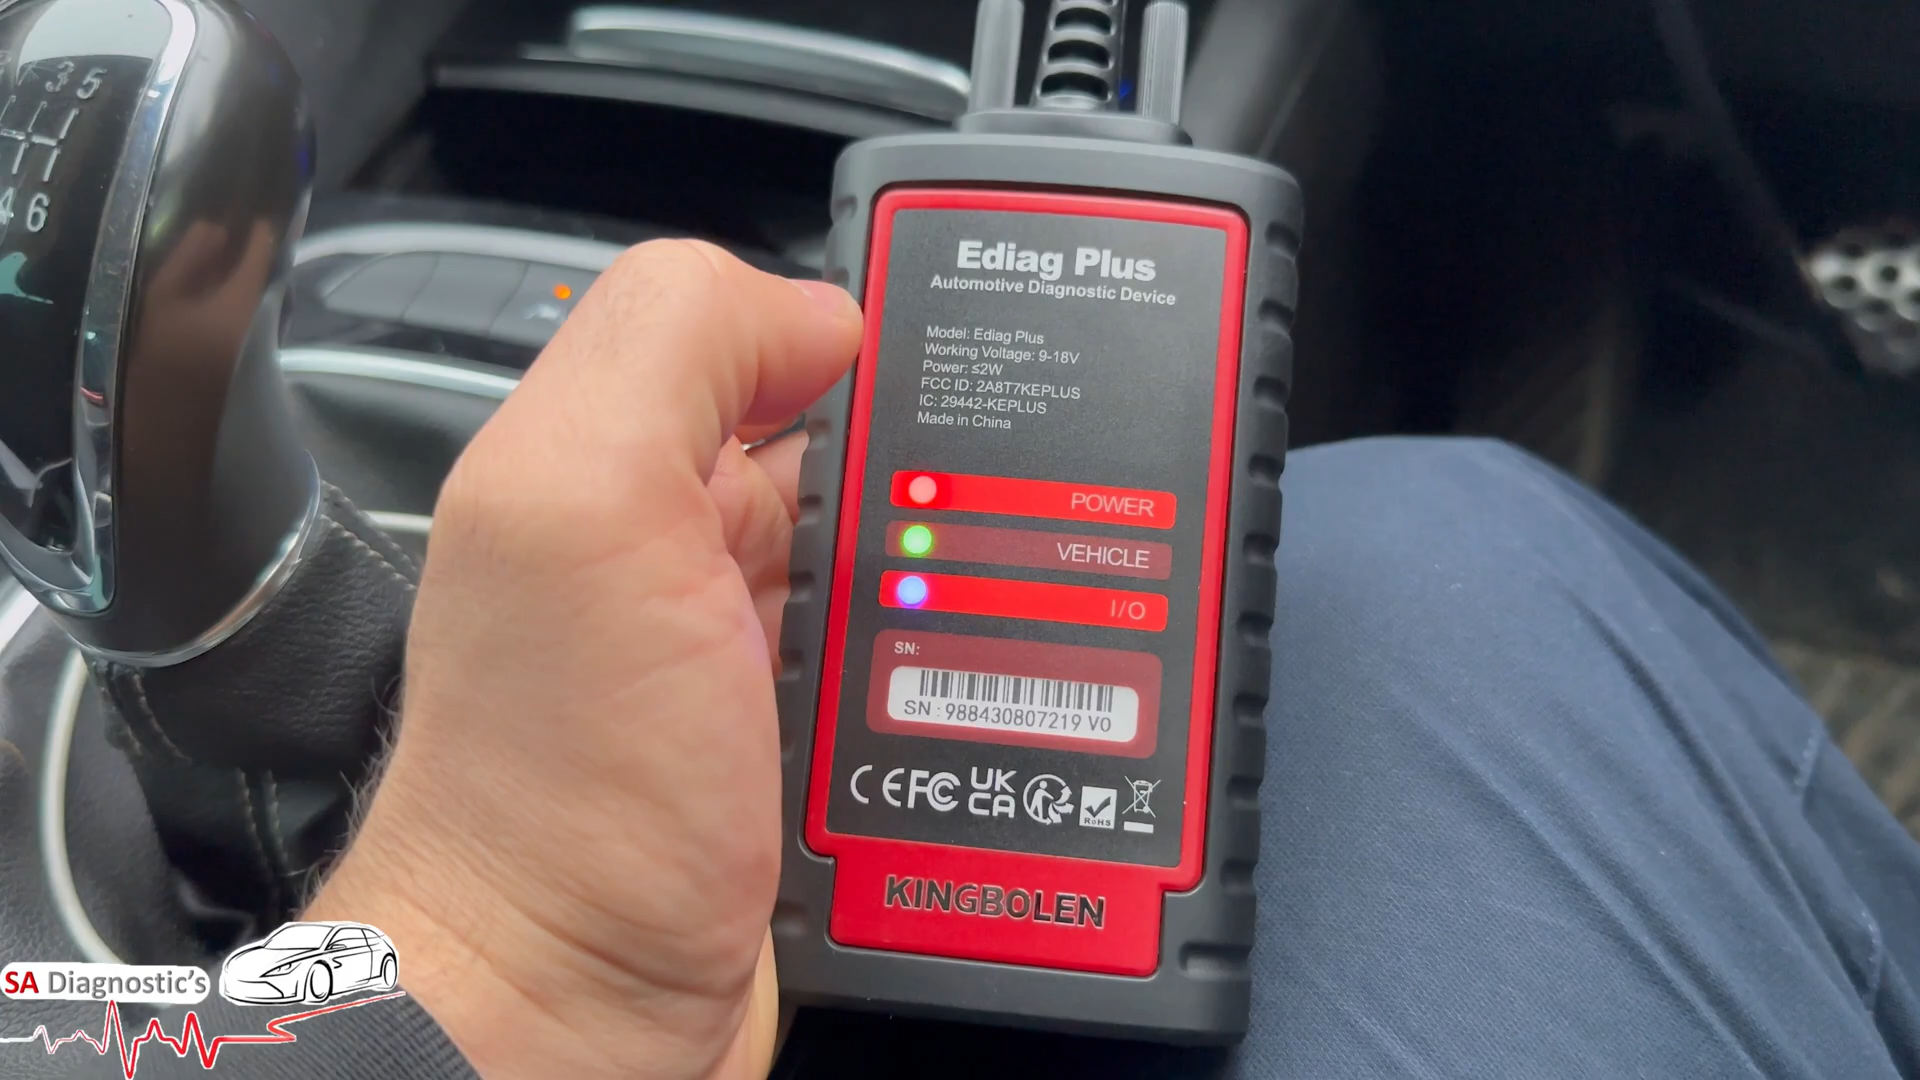 3 5
4 6
Ediag Plus
Automotive Diagnostic Device
Model: Ediag Plus
Working Voltage: 9-18V
Power: ≤2W
FCC ID: 2A8T7KEPLUS
IC: 29442-KEPLUS
Made in China
POWER
VEHICLE
I/O
SN:
SN:988430807219 V0
CE FC UK CA RoHS
KINGBOLEN
SA Diagnostic's